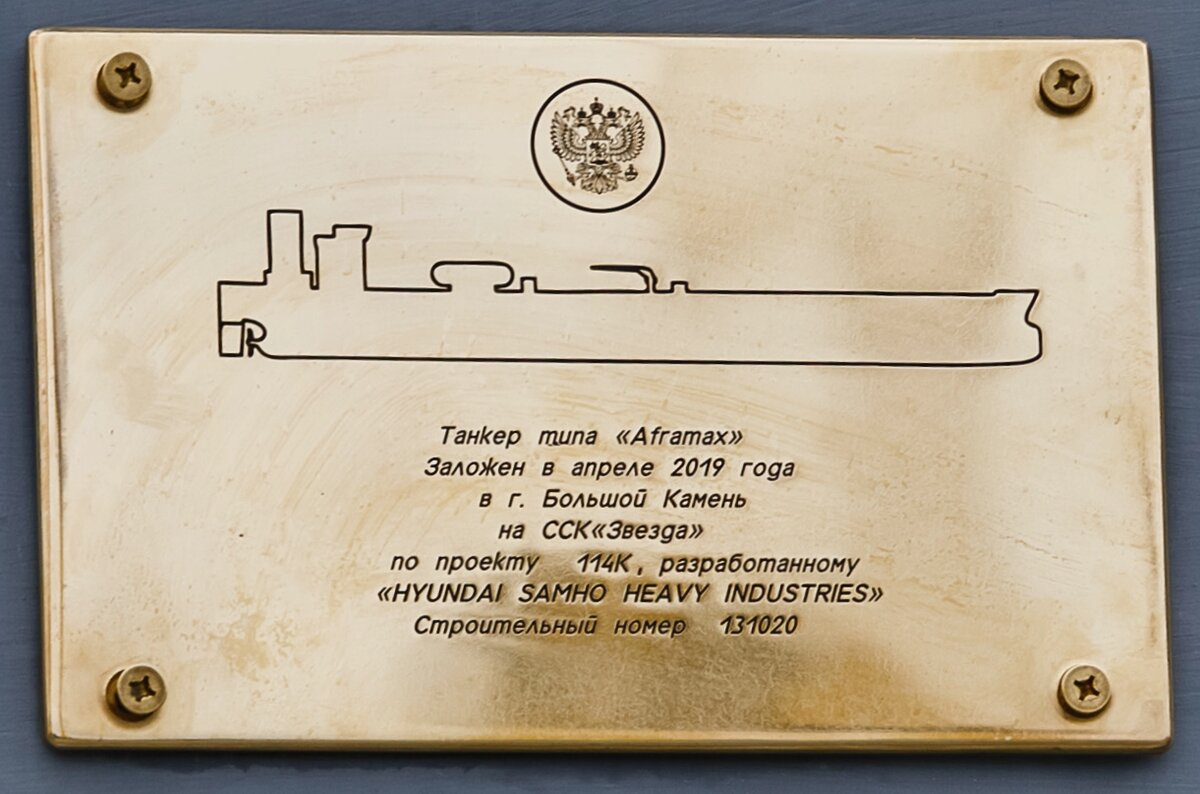 Танкер типа «Aframax»
Заложен в апреле 2019 года
в г. Большой Камень
на ССК«Звезда»
по проекту 114К, разработанному
«HYUNDAI SAMHO HEAVY INDUSTRIES»
Строительный номер 131020